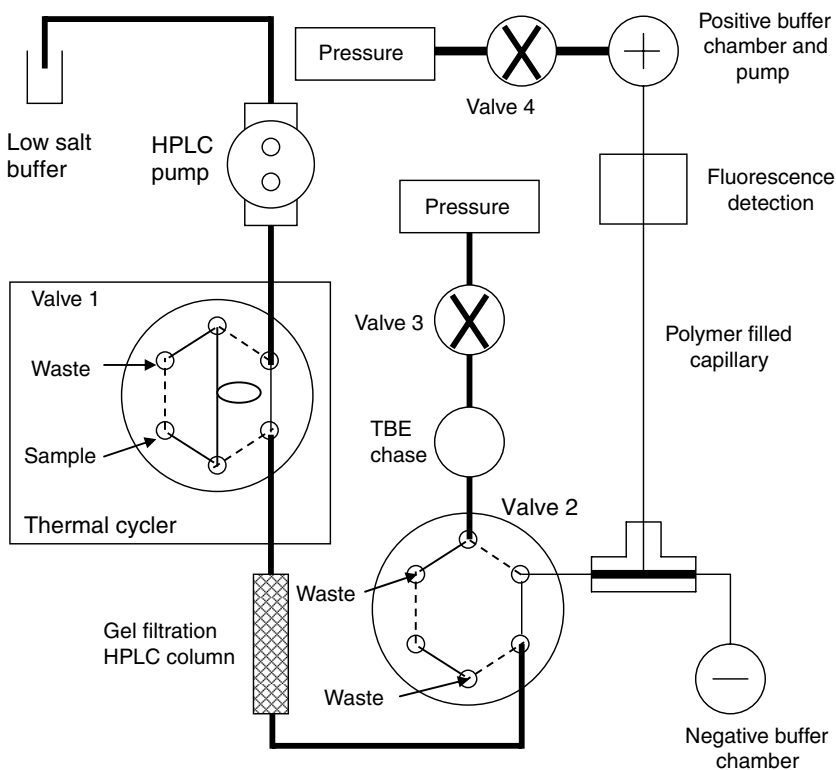 Pressure
Valve 4
Positive buffer
chamber and
pump
Low salt
buffer
HPLC
pump
Fluorescence
detection
Pressure
Valve 1
Valve 3
Waste
Polymer filled
capillary
Sample
TBE
chase
Thermal cycler
Valve 2
Waste
Gel filtration
HPLC column
Waste
Negative buffer
chamber